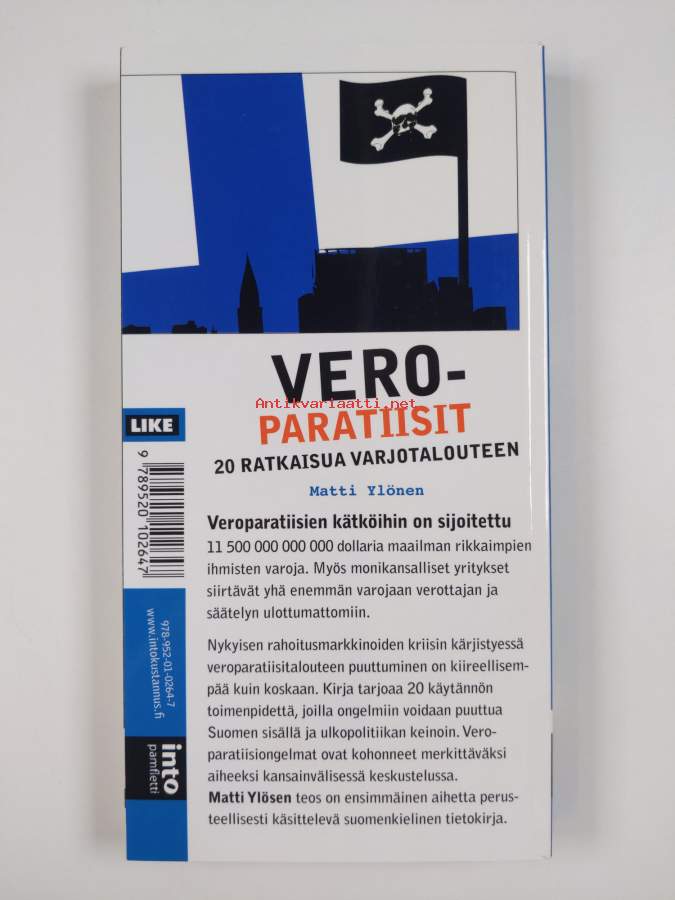 VERO-
Antikvariaatti.net
PARATIISIT
20 RATKAISUA VARJOTALOUTEEN
Matti Ylönen
Veroparatiisien kätköihin on sijoitettu
11 500 000 000 000 dollaria maailman rikkaimpien
ihmisten varoja. Myös monikansalliset yritykset
siirtävät yhä enemmän varojaan verottajan ja
säätelyn ulottumattomiin.
Nykyisen rahoitusmarkkinoiden kriisin kärjistyessä
veroparatiisitalouteen puuttuminen on kiireellisem-
pää kuin koskaan. Kirja tarjoaa 20 käytännön
toimenpidettä, joilla ongelmiin voidaan puuttua
Suomen sisällä ja ulkopolitiikan keinoin. Vero-
paratiisiongelmat ovat kohonneet merkittäväksi
aiheeksi kansainvälisessä keskustelussa.
Matti Ylösen teos on ensimmäinen aihetta perus-
teellisesti käsittelevä suomenkielinen tietokirja.
LIKE
9 789520 102647
978-952-01-0264-7
www.intokustannus.fi
into
pamfletti